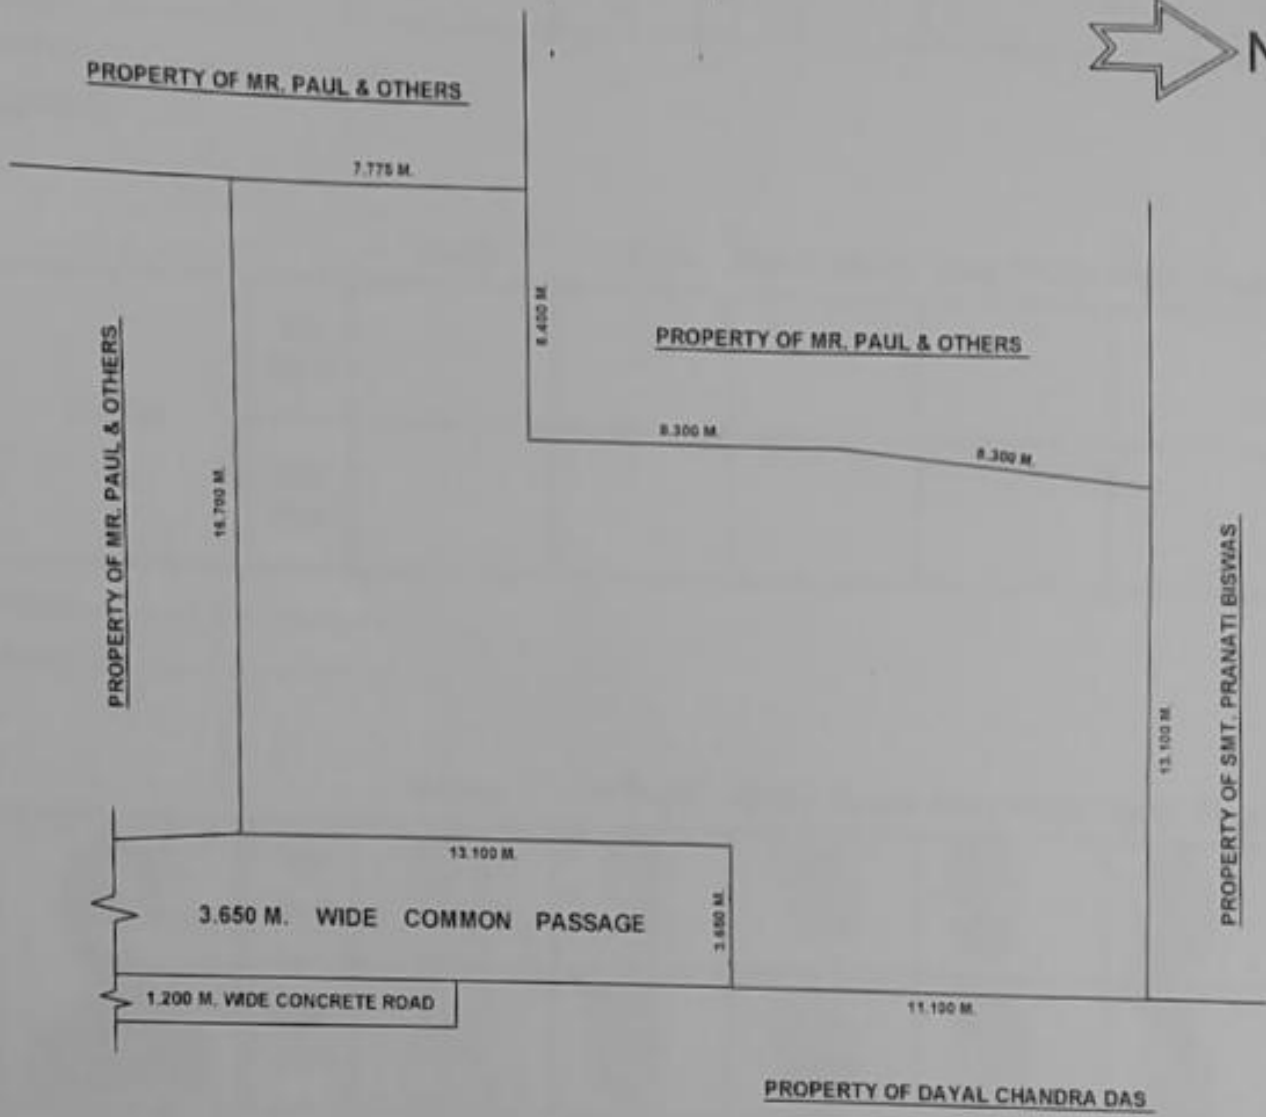 N
PROPERTY OF MR. PAUL & OTHERS
7.775 M.
6.400 M.
PROPERTY OF MR. PAUL & OTHERS
8.300 M.
8.300 M.
PROPERTY OF MR. PAUL & OTHERS
16.700 M.
13.100 M.
PROPERTY OF SMT. PRANATI BISWAS
13.100 M.
3.650 M. WIDE COMMON PASSAGE
3.650 M.
1.200 M. WIDE CONCRETE ROAD
11.100 M.
PROPERTY OF DAYAL CHANDRA DAS